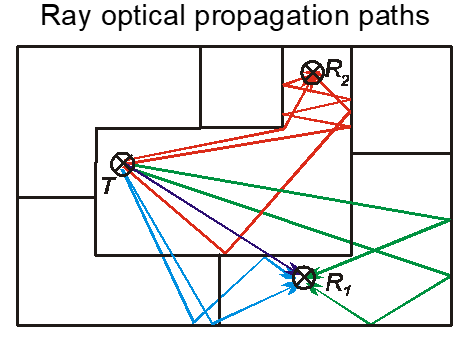 Ray optical propagation paths
R2
T
R1